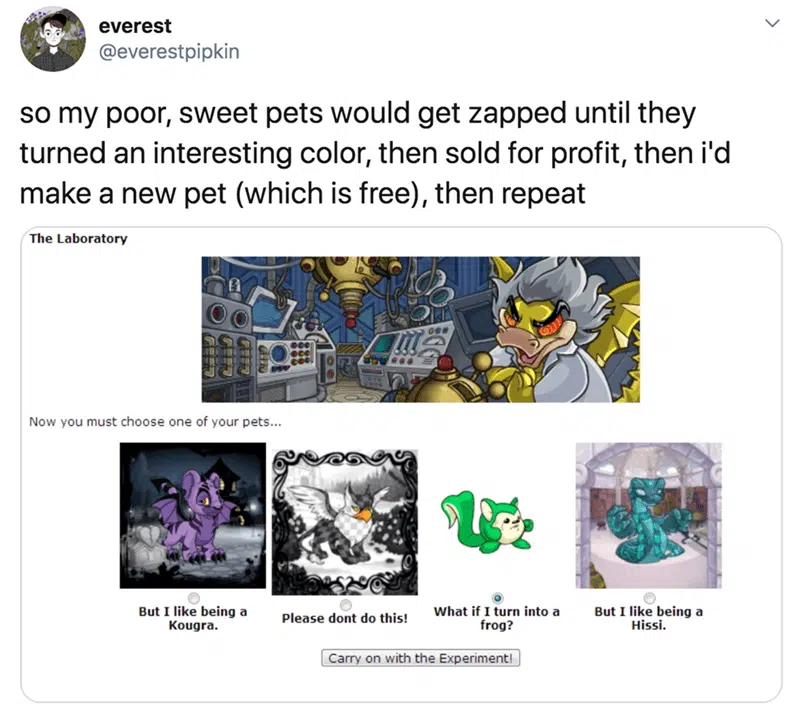 everest
@everestpipkin
so my poor, sweet pets would get zapped until they
turned an interesting color, then sold for profit, then i'd
make a new pet (which is free), then repeat
The Laboratory
Now you must choose one of your pets...
But I like being a
Kougra.
Please dont do this!
What if I turn into a
frog?
But I like being a
Hissi.
Carry on with the Experiment!